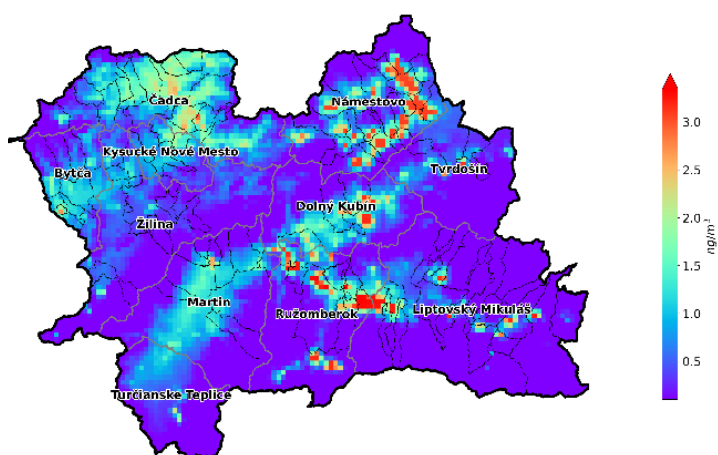 Čadca
Námestovo
Kysucké Nové Mesto
Bytča
Tvrdošín
Dolný Kubín
Žilina
Martin
Ružomberok
Liptovský Mikuláš
Turčianske Teplice
3.0
2.5
2.0
1.5
1.0
0.5
ng/m³